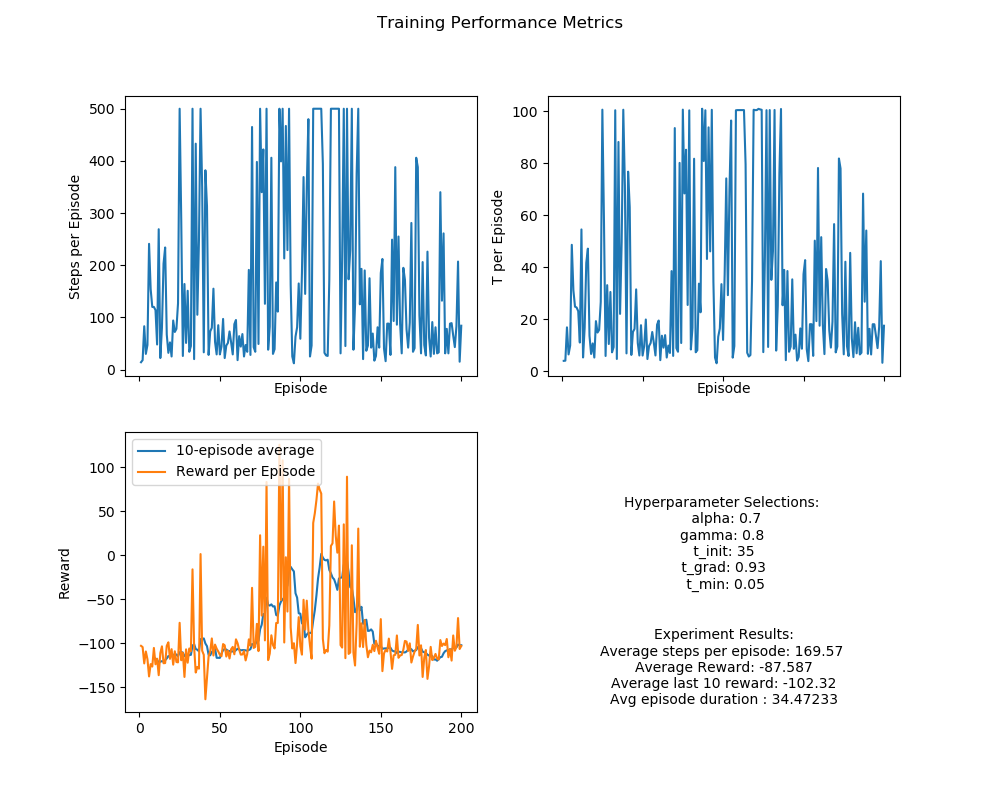 Training Performance Metrics
500
400
300
200
100
0
Steps per Episode
Episode
100
80
60
40
20
0
T per Episode
Episode
10-episode average
Reward per Episode
100
50
0
−50
−100
−150
Reward
0 50 100 150 200
Episode
Hyperparameter Selections:
alpha: 0.7
gamma: 0.8
t_init: 35
t_grad: 0.93
t_min: 0.05
Experiment Results:
Average steps per episode: 169.57
Average Reward: -87.587
Average last 10 reward: -102.32
Avg episode duration : 34.47233